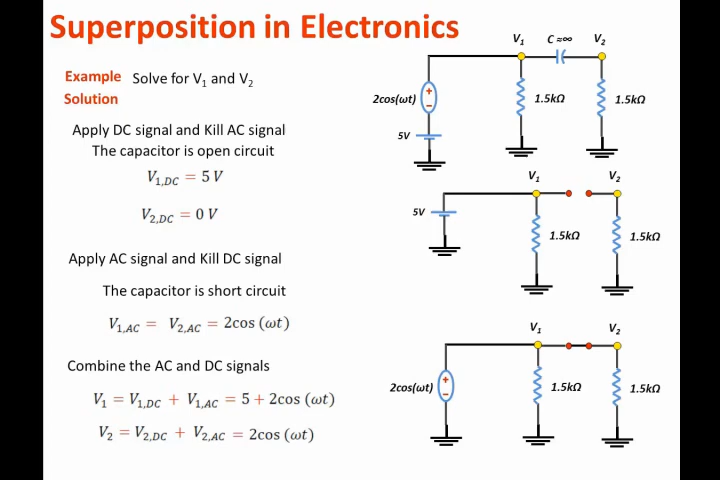 Superposition in Electronics
Example Solve for V₁ and V₂
Solution
Apply DC signal and Kill AC signal
The capacitor is open circuit
V₁,DC = 5 V
V₂,DC = 0 V
Apply AC signal and Kill DC signal
The capacitor is short circuit
V₁,AC = V₂,AC = 2cos (ωt)
Combine the AC and DC signals
V₁ = V₁,DC + V₁,AC = 5 + 2cos (ωt)
V₂ = V₂,DC + V₂,AC = 2cos (ωt)
V₁ C ≈∞ V₂
2cos(ωt) + − 1.5kΩ 1.5kΩ
5V
V₁ V₂
5V
1.5kΩ 1.5kΩ
V₁ V₂
2cos(ωt) + − 1.5kΩ 1.5kΩ